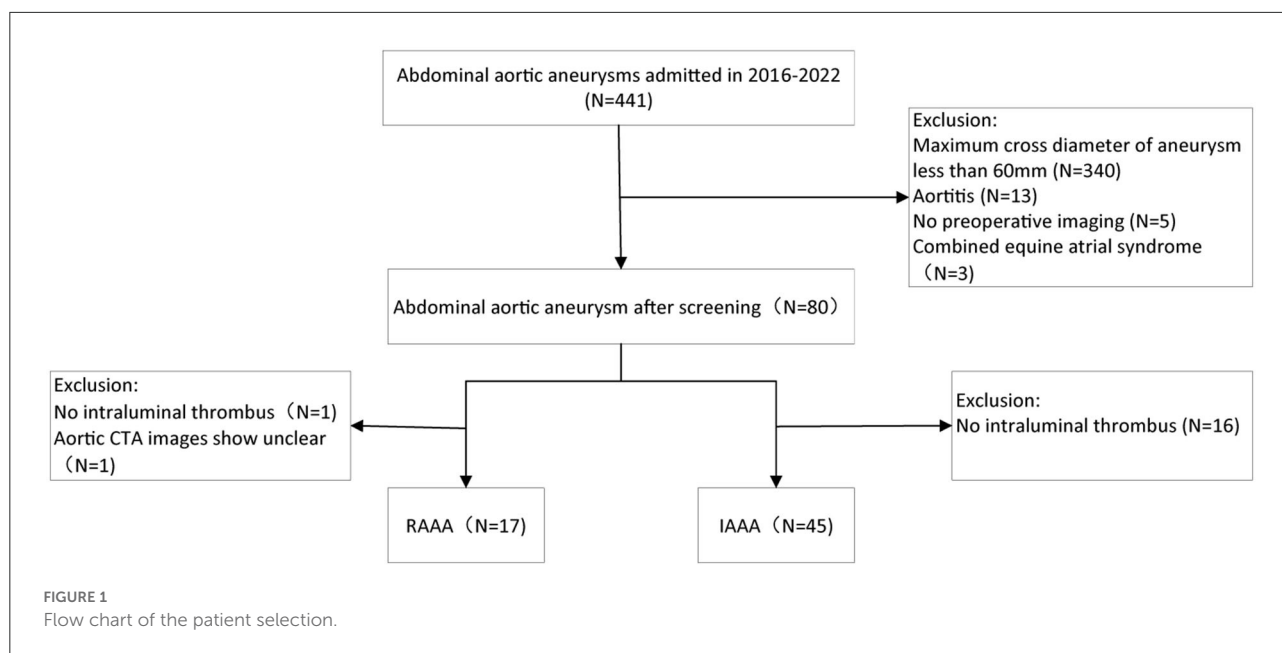 Abdominal aortic aneurysms admitted in 2016-2022
(N=441)
Exclusion:
Maximum cross diameter of aneurysm
less than 60mm (N=340)
Aortitis (N=13)
No preoperative imaging (N=5)
Combined equine atrial syndrome
（N=3)
Abdominal aortic aneurysm after screening（N=80）
Exclusion:
No intraluminal thrombus（N=1)
Aortic CTA images show unclear
（N=1)
Exclusion:
No intraluminal thrombus (N=16)
RAAA（N=17)
IAAA（N=45)
FIGURE 1
Flow chart of the patient selection.